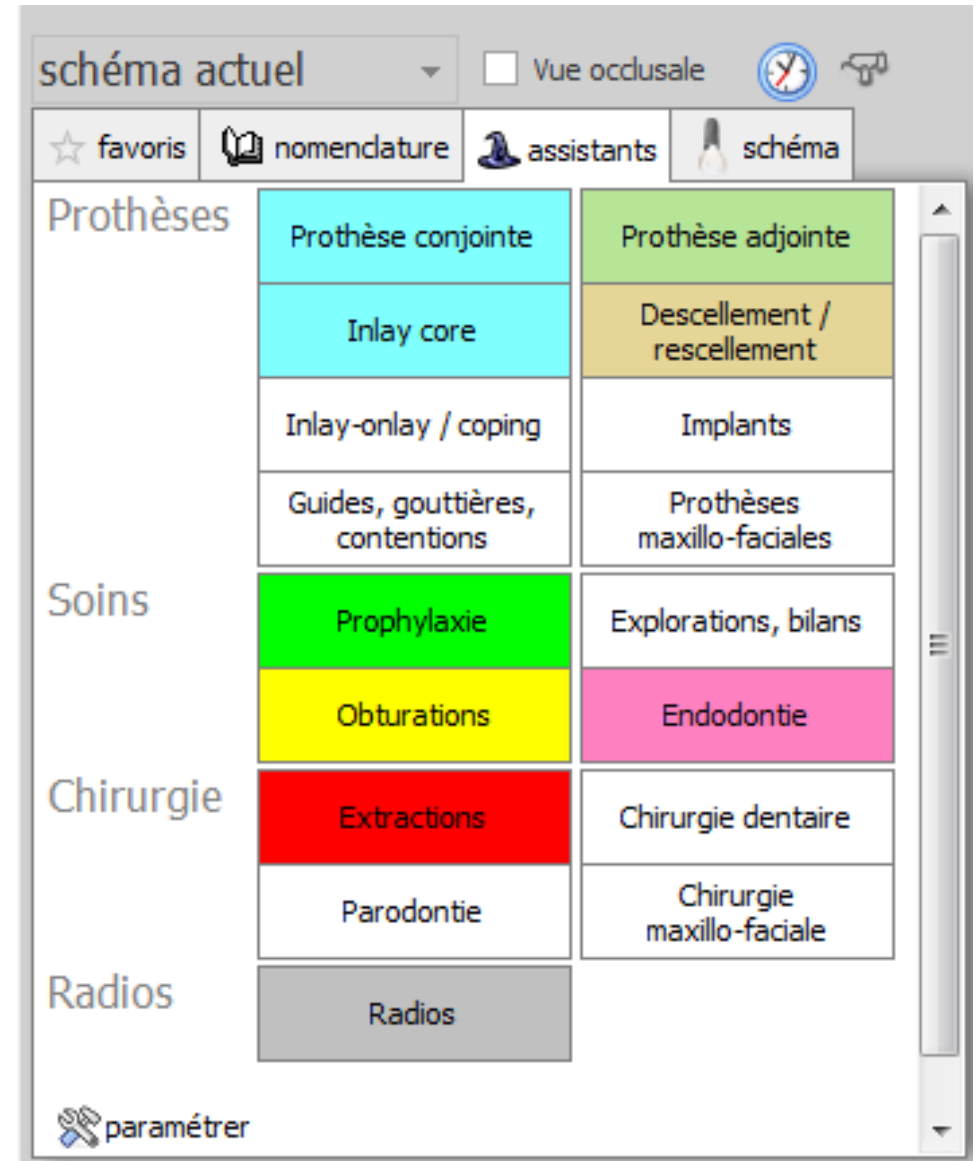 schéma actuel
Vue occlusale
favoris
nomenclature
assistants
schéma
Prothèses
Prothèse conjointe
Prothèse adjointe
Inlay core
Descellement /
rescellement
Inlay-onlay / coping
Implants
Guides, gouttières,
contentions
Prothèses
maxillo-faciales
Soins
Prophylaxie
Explorations, bilans
Obturations
Endodontie
Chirurgie
Extractions
Chirurgie dentaire
Parodontie
Chirurgie
maxillo-faciale
Radios
Radios
paramétrer